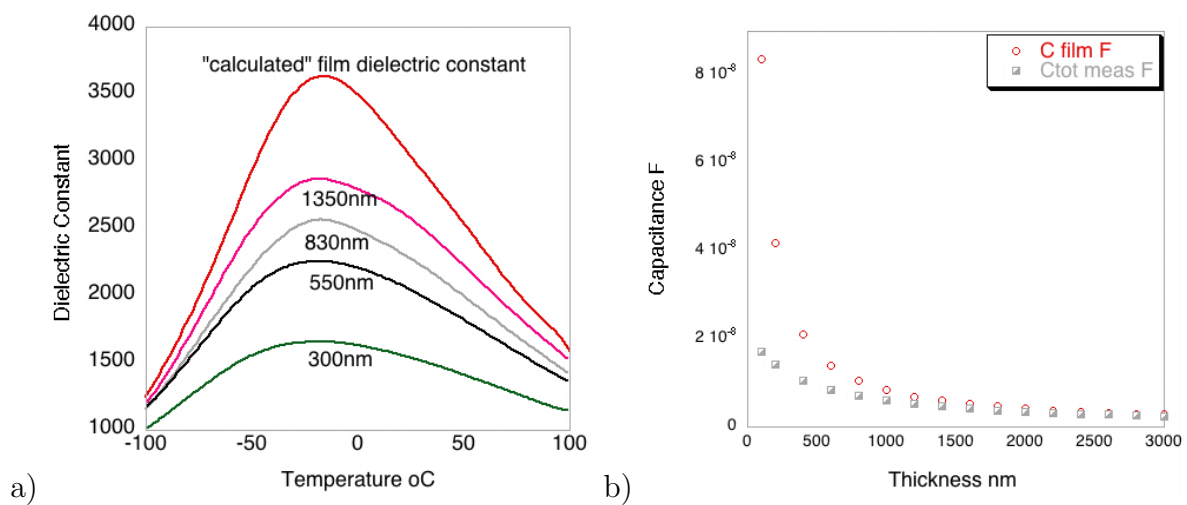 4000
"calculated" film dielectric constant
3500
3000
2500
2000
1500
1000
1350nm
830nm
550nm
300nm
-100
-50
0
50
100
Dielectric Constant
Temperature oC
a)
C film F
Ctot meas F
8 10-8
6 10-8
4 10-8
2 10-8
0
0
500
1000
1500
2000
2500
3000
Capacitance F
Thickness nm
b)